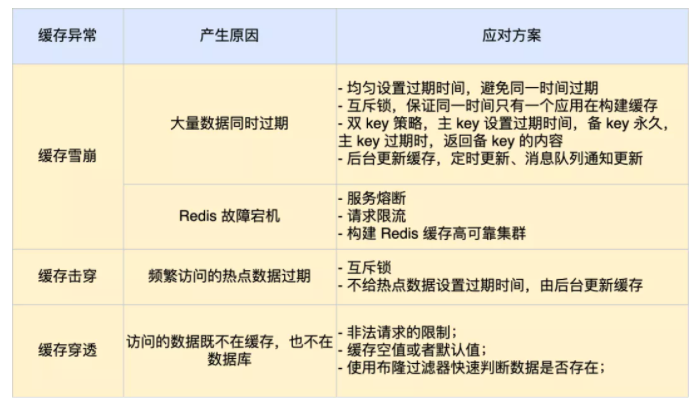 缓存异常
产生原因
应对方案
缓存雪崩
大量数据同时过期
- 均匀设置过期时间，避免同一时间过期
- 互斥锁，保证同一时间只有一个应用在构建缓存
- 双 key 策略，主 key 设置过期时间，备 key 永久，
主 key 过期时，返回备 key 的内容
- 后台更新缓存，定时更新、消息队列通知更新
Redis 故障宕机
- 服务熔断
- 请求限流
- 构建 Redis 缓存高可靠集群
缓存击穿
频繁访问的热点数据过期
- 互斥锁
- 不给热点数据设置过期时间，由后台更新缓存
缓存穿透
访问的数据既不在缓存，也不在
数据库
- 非法请求的限制；
- 缓存空值或者默认值；
- 使用布隆过滤器快速判断数据是否存在；